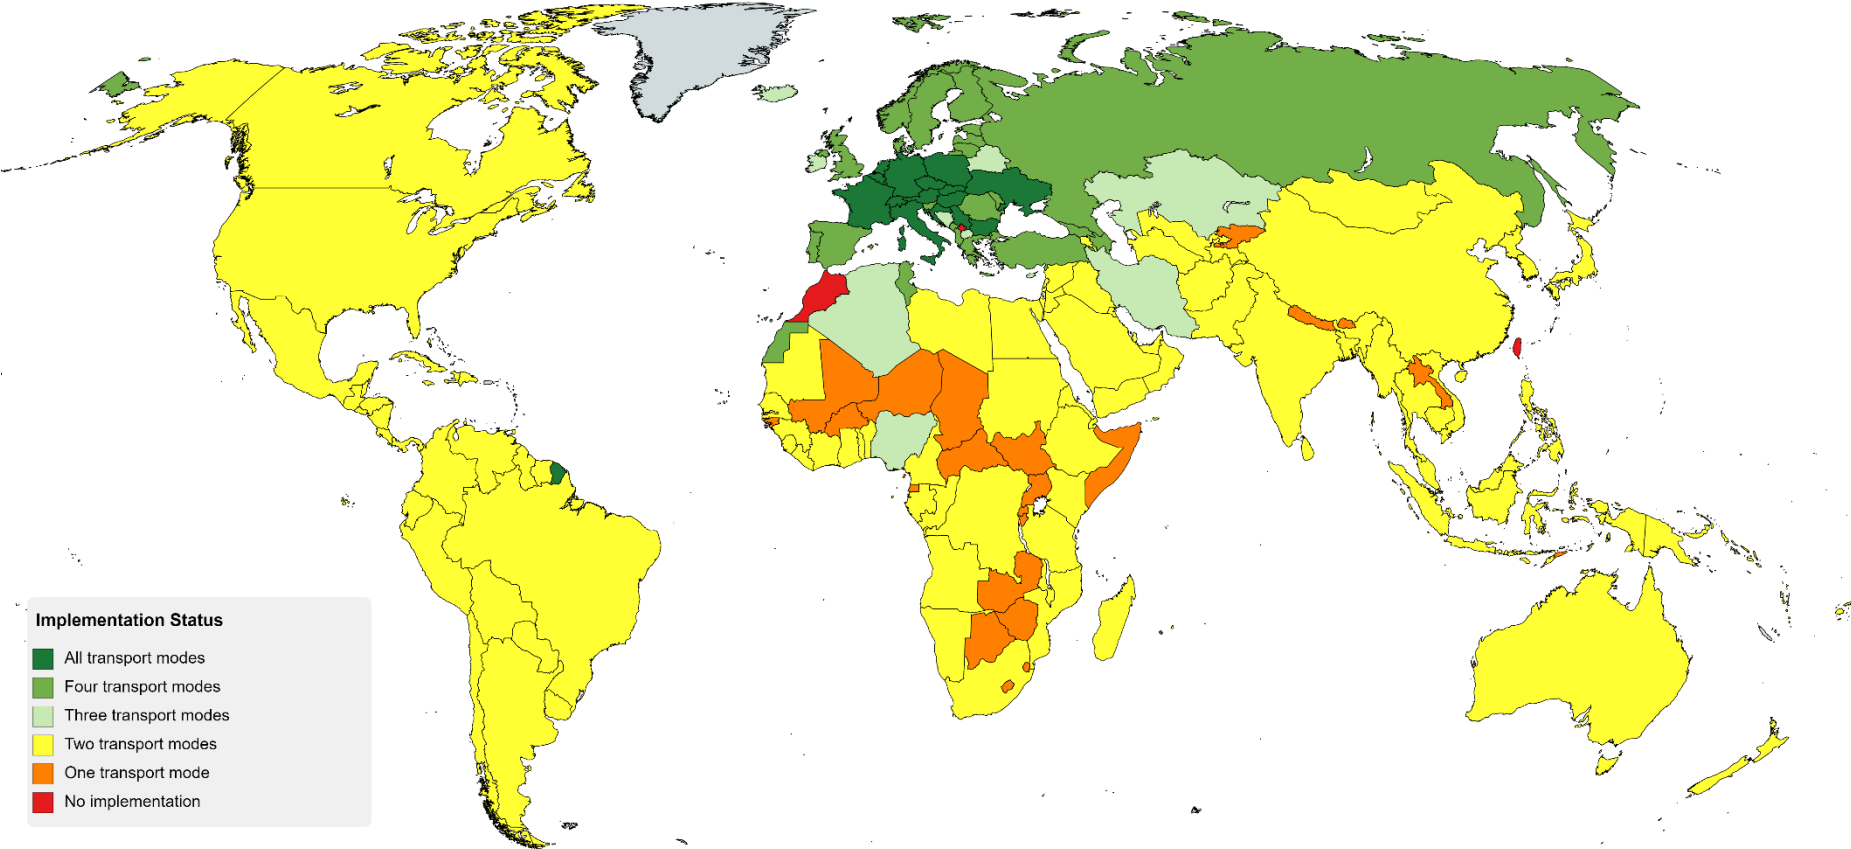 Implementation Status
All transport modes
Four transport modes
Three transport modes
Two transport modes
One transport mode
No implementation